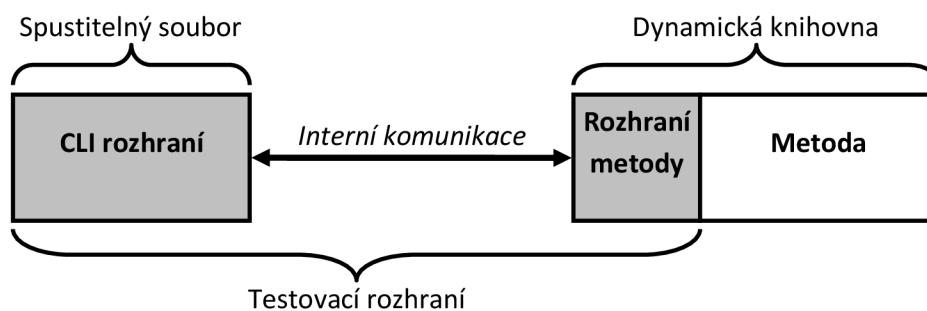 Spustitelný soubor
Dynamická knihovna
CLI rozhraní
Interní komunikace
Rozhraní
metody
Metoda
Testovací rozhraní